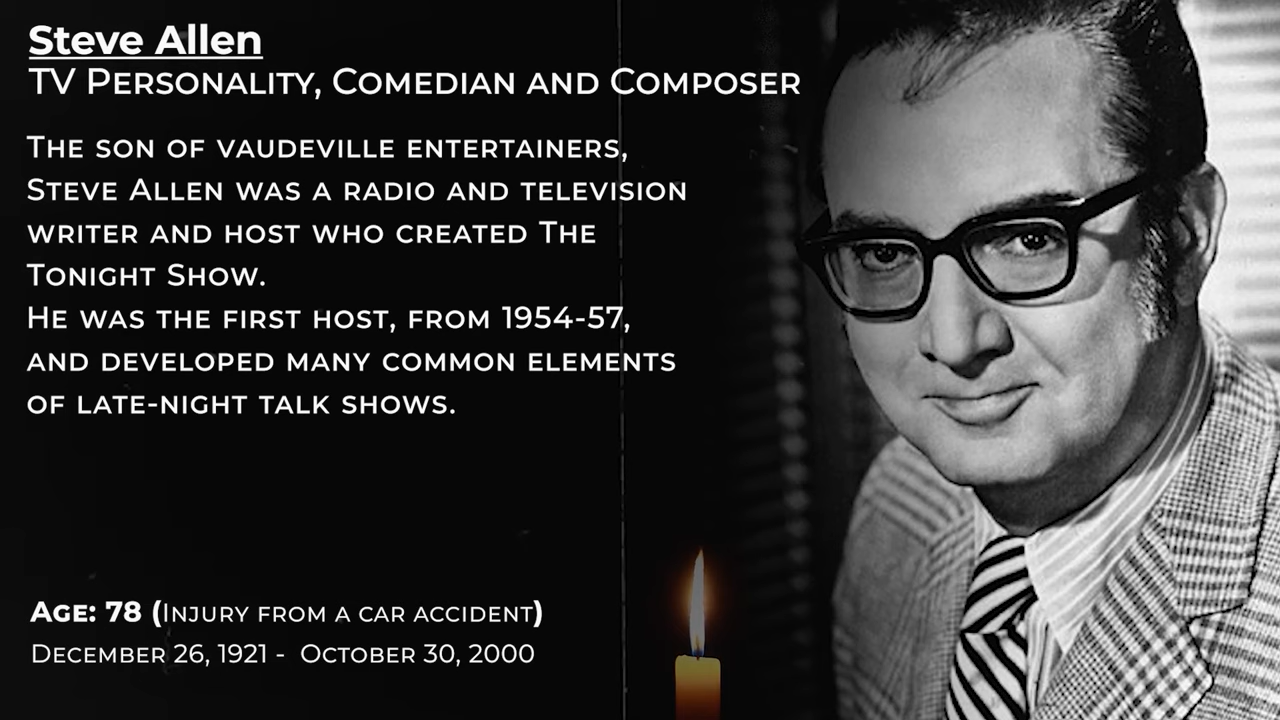 Steve Allen
TV Personality, Comedian and Composer
The son of vaudeville entertainers,
Steve Allen was a radio and television
writer and host who created The
Tonight Show.
He was the first host, from 1954-57,
and developed many common elements
of late-night talk shows.
Age: 78 (Injury from a car accident)
December 26, 1921 - October 30, 2000